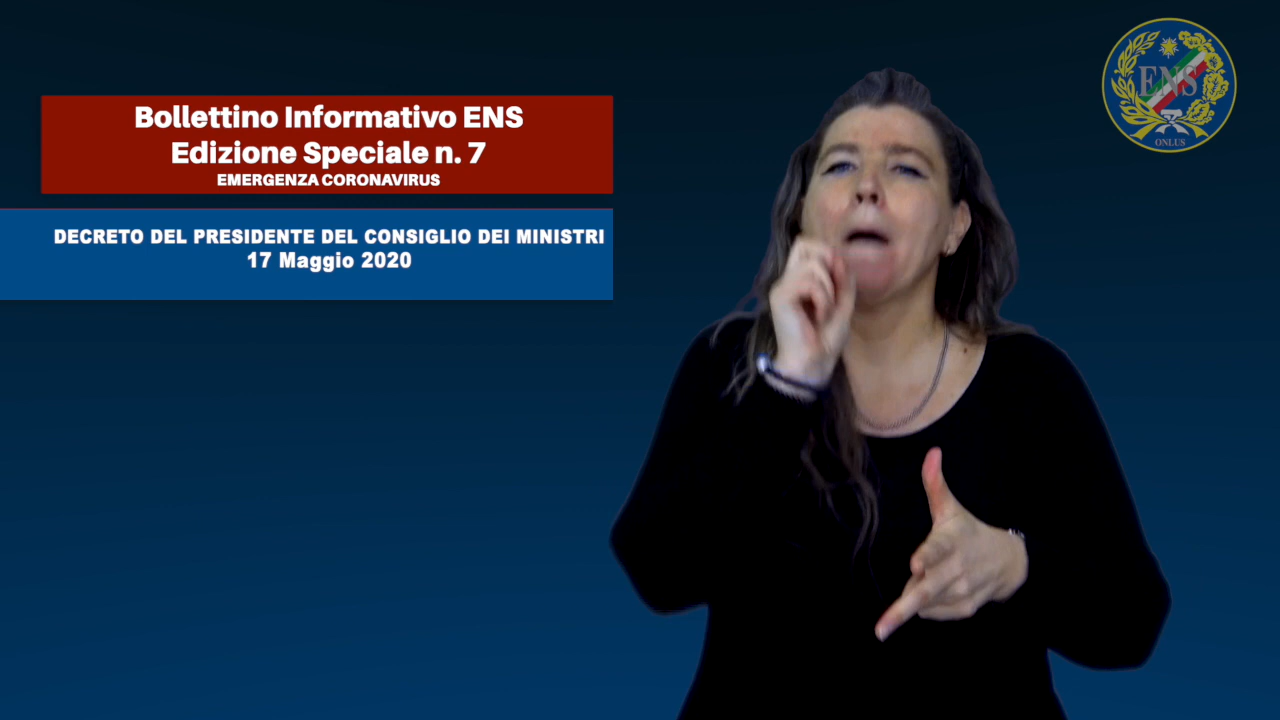 Bollettino Informativo ENS
Edizione Speciale n. 7
EMERGENZA CORONAVIRUS
DECRETO DEL PRESIDENTE DEL CONSIGLIO DEI MINISTRI
17 Maggio 2020
ENS
ONLUS